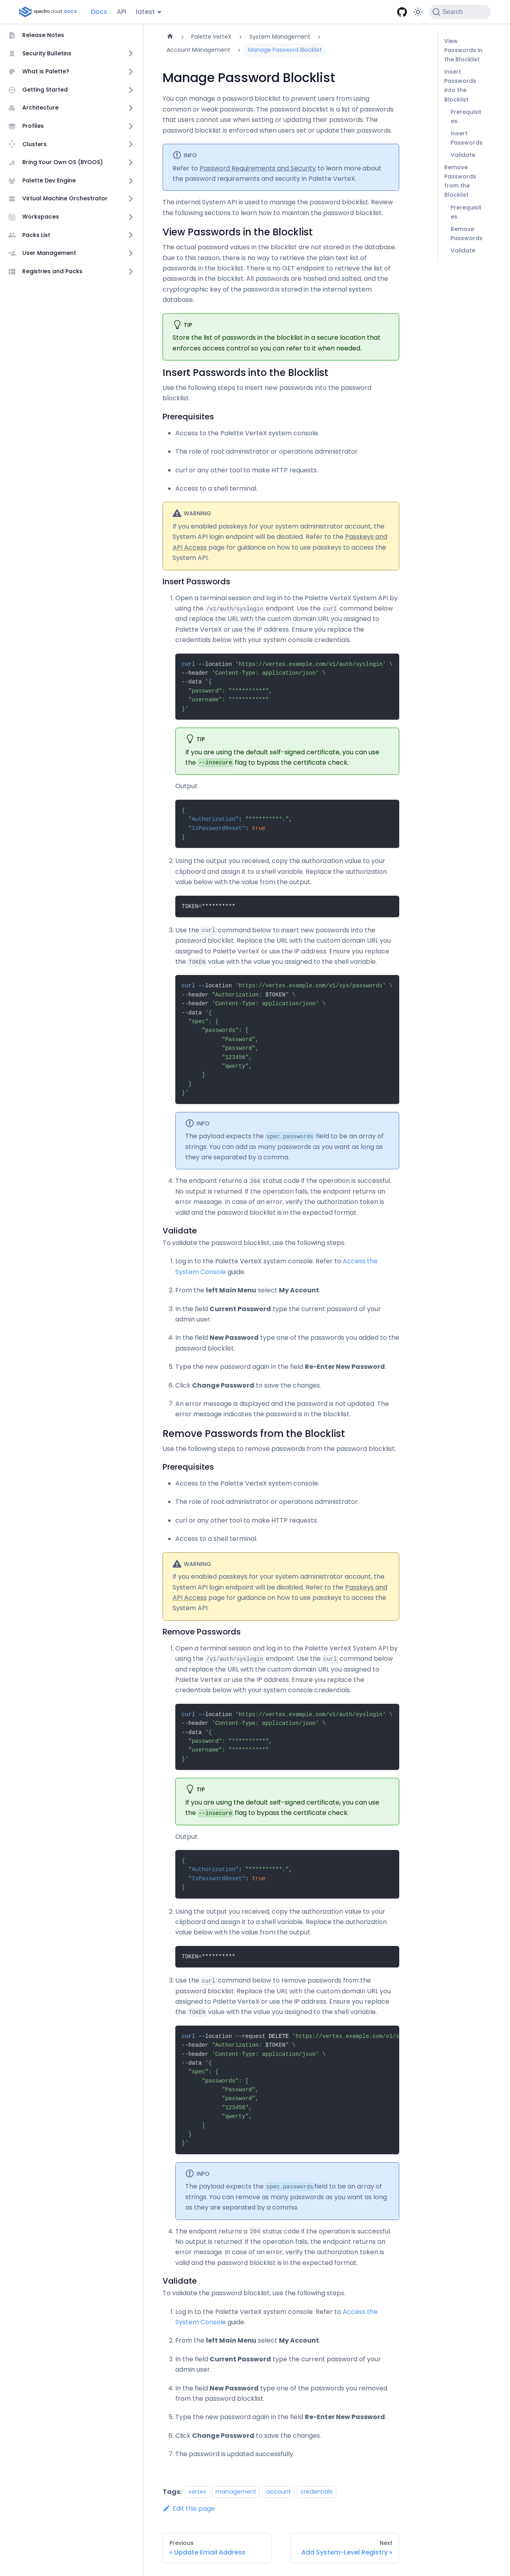 spectro cloud DOCS
Docs
API
latest
Search
Release Notes
Security Bulletins
What is Palette?
Getting Started
Architecture
Profiles
Clusters
Bring Your Own OS (BYOOS)
Palette Dev Engine
Virtual Machine Orchestrator
Workspaces
Packs List
User Management
Registries and Packs
Palette VerteX
System Management
Account Management
Manage Password Blocklist
Manage Password Blocklist
You can manage a password blocklist to prevent users from using
common or weak passwords. The password blocklist is a list of passwords
that users cannot use when setting or updating their passwords. The
password blocklist is enforced when users set or update their passwords.
INFO
Refer to Password Requirements and Security to learn more about
the password requirements and security in Palette VerteX.
The internal System API is used to manage the password blocklist. Review
the following sections to learn how to maintain the password blocklist.
View Passwords in the Blocklist
The actual password values in the blocklist are not stored in the database.
Due to this reason, there is no way to retrieve the plain text list of
passwords in the blocklist. There is no GET endpoint to retrieve the list of
passwords in the blocklist. All passwords are salted and hashed, and the
cryptographic key of the password is stored in the internal system
database.
TIP
Store the list of passwords in the blocklist in a secure location that
enforces access control so you can refer to it when needed.
Insert Passwords into the Blocklist
Use the following steps to insert new passwords into the password
blocklist.
Prerequisites
Access to the Palette VerteX system console.
The role of root administrator or operations administrator.
curl or any other tool to make HTTP requests.
Access to a shell terminal.
WARNING
If you enabled passkeys for your system administrator account, the
System API login endpoint will be disabled. Refer to the Passkeys and
API Access page for guidance on how to use passkeys to access the
System API.
Insert Passwords
1. Open a terminal session and log in to the Palette VerteX System API by
using the /v1/auth/syslogin endpoint. Use the curl command below
and replace the URL with the custom domain URL you assigned to
Palette VerteX or use the IP address. Ensure you replace the
credentials below with your system console credentials.
curl --location 'https://vertex.example.com/v1/auth/syslogin' \
--header 'Content-Type: application/json' \
--data '{
"password": "**********",
"username": "**********"
}'
TIP
If you are using the default self-signed certificate, you can use
the --insecure flag to bypass the certificate check.
Output
{
"Authorization": "**********.",
"IsPasswordReset": true
}
2. Using the output you received, copy the authorization value to your
clipboard and assign it to a shell variable. Replace the authorization
value below with the value from the output.
TOKEN=**********
3. Use the curl command below to insert new passwords into the
password blocklist. Replace the URL with the custom domain URL you
assigned to Palette VerteX or use the IP address. Ensure you replace
the TOKEN value with the value you assigned to the shell variable.
curl --location 'https://vertex.example.com/v1/sys/passwords' \
--header "Authorization: $TOKEN" \
--header 'Content-Type: application/json' \
--data '{
"spec": {
"passwords": [
"Password",
"password",
"123456",
"qwerty",
]
}
}'
INFO
The payload expects the spec.passwords field to be an array of
strings. You can add as many passwords as you want as long as
they are separated by a comma.
4. The endpoint returns a 204 status code if the operation is successful.
No output is returned. If the operation fails, the endpoint returns an
error message. In case of an error, verify the authorization token is
valid and the password blocklist is in the expected format.
Validate
To validate the password blocklist, use the following steps.
1. Log in to the Palette VerteX system console. Refer to Access the
System Console guide.
2. From the left Main Menu select My Account.
3. In the field Current Password type the current password of your
admin user.
4. In the field New Password type one of the passwords you added to the
password blocklist.
5. Type the new password again in the field Re-Enter New Password.
6. Click Change Password to save the changes.
7. An error message is displayed and the password is not updated. The
error message indicates the password is in the blocklist.
Remove Passwords from the Blocklist
Use the following steps to remove passwords from the password blocklist.
Prerequisites
Access to the Palette VerteX system console.
The role of root administrator or operations administrator.
curl or any other tool to make HTTP requests.
Access to a shell terminal.
WARNING
If you enabled passkeys for your system administrator account, the
System API login endpoint will be disabled. Refer to the Passkeys and
API Access page for guidance on how to use passkeys to access the
System API.
Remove Passwords
1. Open a terminal session and log in to the Palette VerteX System API by
using the /v1/auth/syslogin endpoint. Use the curl command below
and replace the URL with the custom domain URL you assigned to
Palette VerteX or use the IP address. Ensure you replace the
credentials below with your system console credentials.
curl --location 'https://vertex.example.com/v1/auth/syslogin' \
--header 'Content-Type: application/json' \
--data '{
"password": "**********",
"username": "**********"
}'
TIP
If you are using the default self-signed certificate, you can use
the --insecure flag to bypass the certificate check.
Output
{
"Authorization": "**********.",
"IsPasswordReset": true
}
2. Using the output you received, copy the authorization value to your
clipboard and assign it to a shell variable. Replace the authorization
value below with the value from the output.
TOKEN=**********
3. Use the curl command below to remove passwords from the
password blocklist. Replace the URL with the custom domain URL you
assigned to Palette VerteX or use the IP address. Ensure you replace
the TOKEN value with the value you assigned to the shell variable.
curl --location --request DELETE 'https://vertex.example.com/v1/s
--header "Authorization: $TOKEN" \
--header 'Content-Type: application/json' \
--data '{
"spec": {
"passwords": [
"Password",
"password",
"123456",
"qwerty",
]
}
}'
INFO
The payload expects the spec.passwords field to be an array of
strings. You can remove as many passwords as you want as long
as they are separated by a comma.
4. The endpoint returns a 204 status code if the operation is successful.
No output is returned. If the operation fails, the endpoint returns an
error message. In case of an error, verify the authorization token is
valid and the password blocklist is in the expected format.
Validate
To validate the password blocklist, use the following steps.
1. Log in to the Palette VerteX system console. Refer to Access the
System Console guide.
2. From the left Main Menu select My Account.
3. In the field Current Password type the current password of your
admin user.
4. In the field New Password type one of the passwords you removed
from the password blocklist.
5. Type the new password again in the field Re-Enter New Password.
6. Click Change Password to save the changes.
7. The password is updated successfully.
Tags: vertex management account credentials
Edit this page
Previous
« Update Email Address
Next
Add System-Level Registry »
View
Passwords in
the Blocklist
Insert
Passwords
into the
Blocklist
Prerequisit
es
Insert
Passwords
Validate
Remove
Passwords
from the
Blocklist
Prerequisit
es
Remove
Passwords
Validate